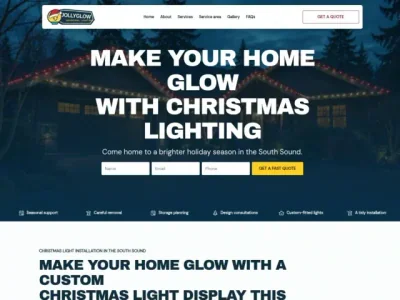 JOLLYGLOW
Home About Services Service area Gallery FAQs
GET A QUOTE
MAKE YOUR HOME
GLOW
WITH CHRISTMAS
LIGHTING
Come home to a brighter holiday season in the South Sound.
Name Email Phone GET A FAST QUOTE
Seasonal support Careful removal Storage planning Design consultations Custom-fitted lights A tidy installation
CHRISTMAS LIGHT INSTALLATION IN THE SOUTH SOUND
MAKE YOUR HOME GLOW WITH A
CUSTOM
CHRISTMAS LIGHT DISPLAY THIS